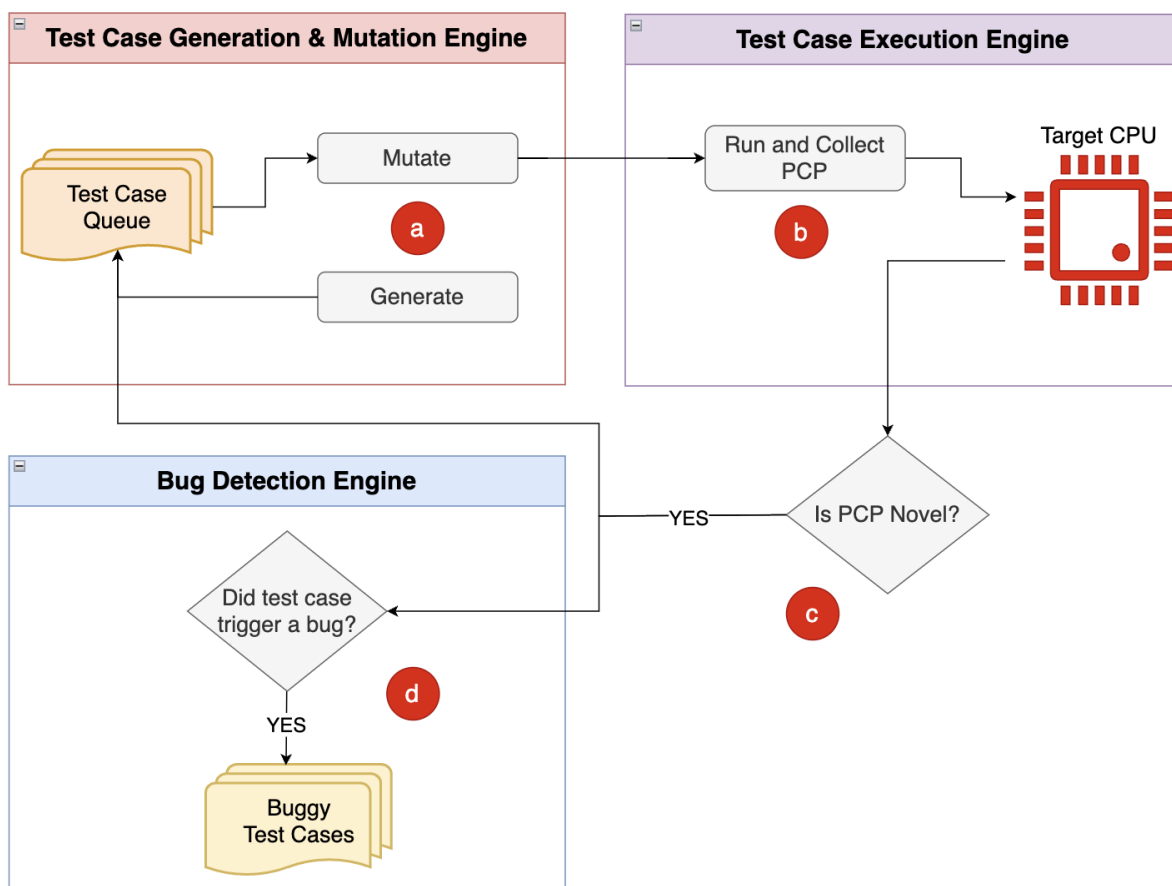 Test Case Generation & Mutation Engine
Test Case Execution Engine
Test Case
Queue
Mutate
a
Generate
Run and Collect
PCP
b
Target CPU
Is PCP Novel?
YES
c
Bug Detection Engine
Did test case
trigger a bug?
d
YES
Buggy
Test Cases